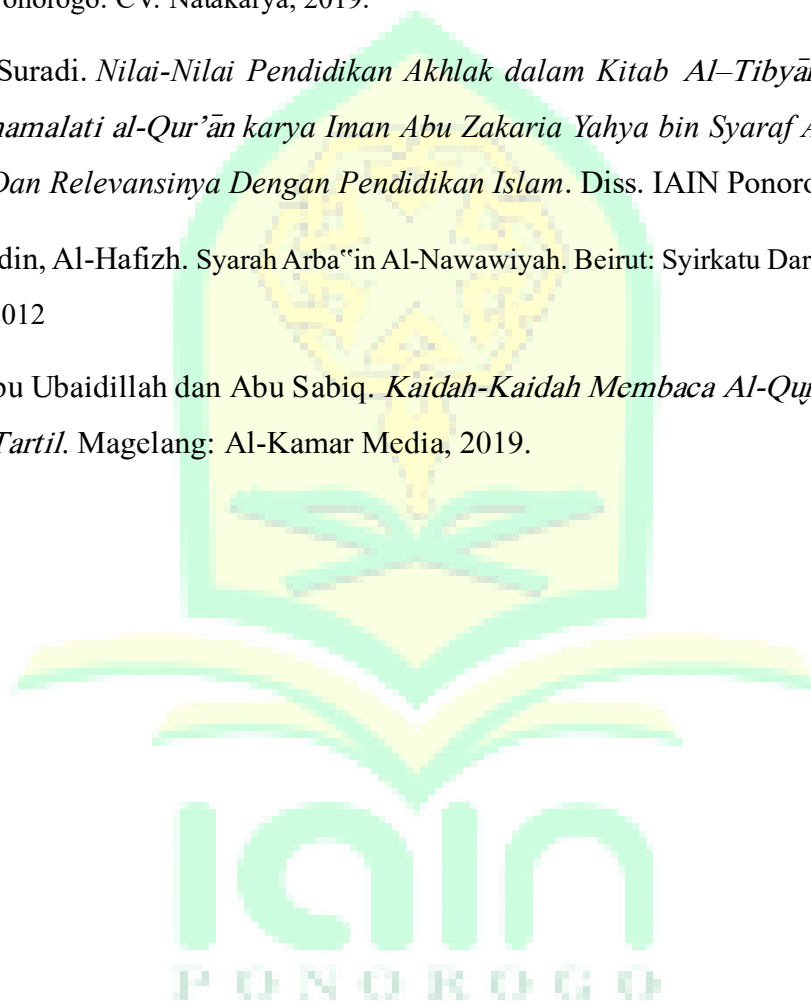 onorogo: CV. Natakarya, 2019.
Suradi. Nilai-Nilai Pendidikan Akhlak dalam Kitab Al–Tibyān
amalati al-Qur’ān karya Iman Abu Zakaria Yahya bin Syaraf A
Dan Relevansinya Dengan Pendidikan Islam. Diss. IAIN Ponoro
din, Al-Hafizh. Syarah Arba‟in Al-Nawawiyah. Beirut: Syirkatu Dar
012
bu Ubaidillah dan Abu Sabiq. Kaidah-Kaidah Membaca Al-Qur
Tartil. Magelang: Al-Kamar Media, 2019.
iain
PONOROGO